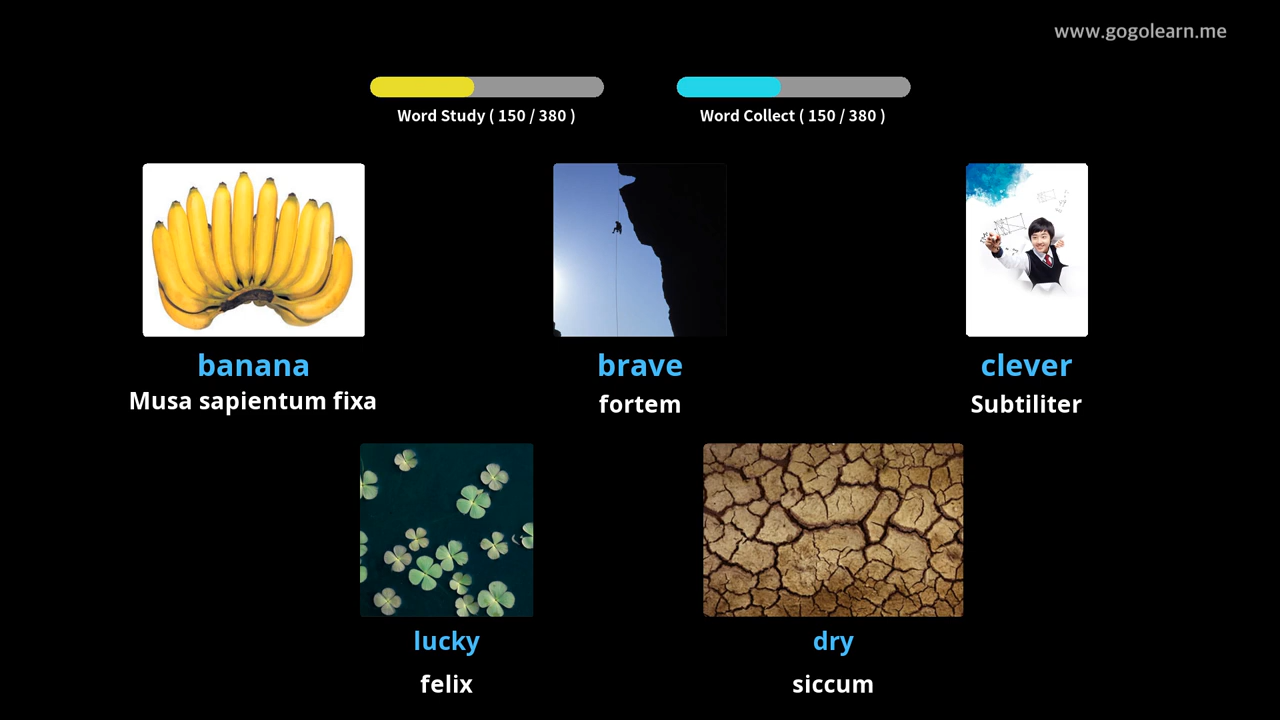 www.gogolearn.me
Word Study ( 150 / 380 )
Word Collect ( 150 / 380 )
banana
Musa sapientum fixa
brave
fortem
clever
Subtiliter
lucky
felix
dry
siccum